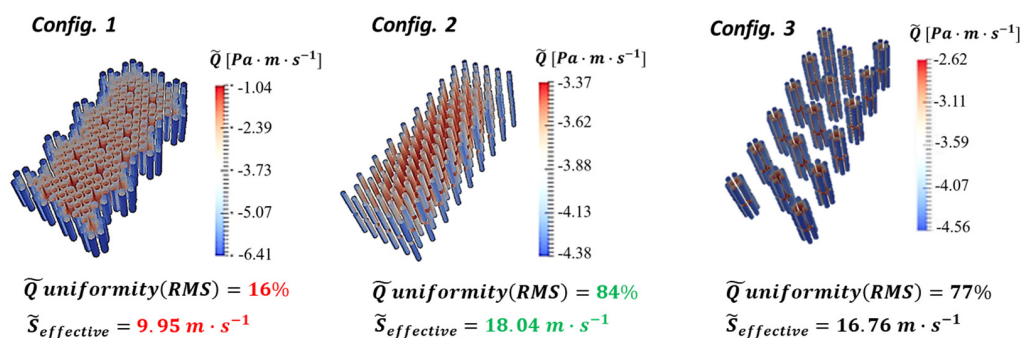 Config. 1
Config. 2
Config. 3
Q̃ [Pa · m · s⁻¹]
-1.04
-2.39
-3.73
-5.07
-6.41
Q̃ [Pa · m · s⁻¹]
-3.37
-3.62
-3.88
-4.13
-4.38
Q̃ [Pa · m · s⁻¹]
-2.62
-3.11
-3.59
-4.07
-4.56
Q̃ uniformity(RMS) = 16%
S̃effective = 9.95 m · s⁻¹
Q̃ uniformity(RMS) = 84%
S̃effective = 18.04 m · s⁻¹
Q̃ uniformity(RMS) = 77%
S̃effective = 16.76 m · s⁻¹